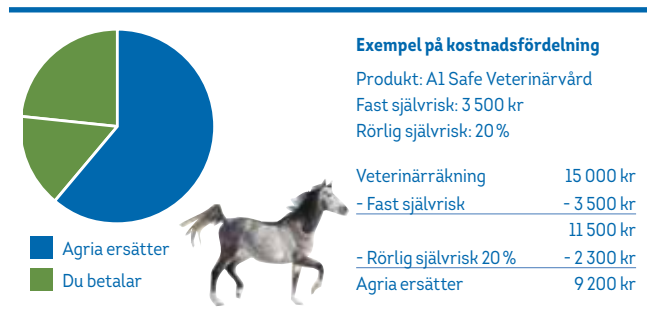 Exempel på kostnadsfördelning
Produkt: A1 Safe Veterinärvård
Fast självrisk: 3 500 kr
Rörlig självrisk: 20 %
Veterinärräkning 15 000 kr
- Fast självrisk - 3 500 kr
11 500 kr
- Rörlig självrisk 20 % - 2 300 kr
Agria ersätter 9 200 kr
Agria ersätter
Du betalar